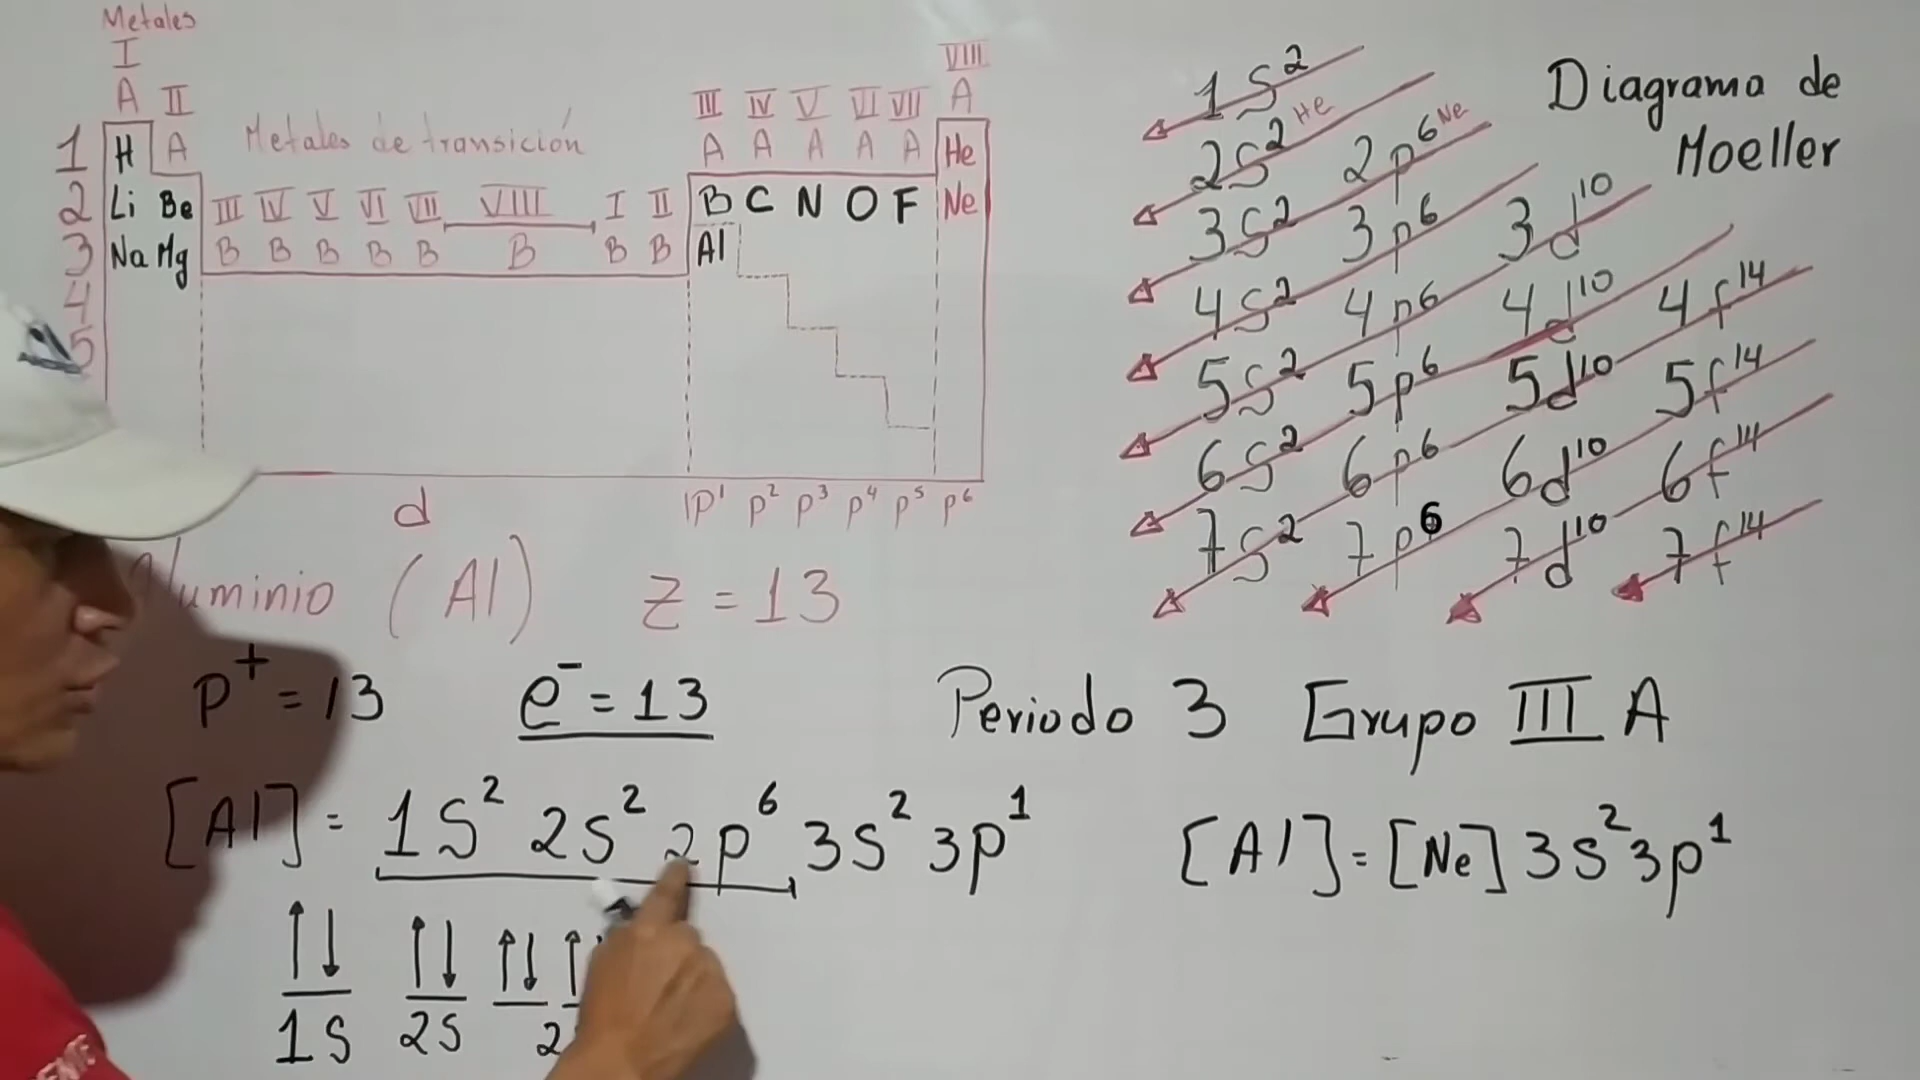 Metales
I II III IV V VI VII VIII
A A A A A A A A
Metales de transición
1 H He
2 Li Be III IV V VI VII VIII I II B C N O F Ne
3 Na Mg B B B B B B B B Al
4
5
d p¹ p² p³ p⁴ p⁵ p⁶
Diagrama de
Moeller
1s²
2s² He 2p⁶ Ne
3s² 3p⁶ 3d¹⁰
4s² 4p⁶ 4d¹⁰ 4f¹⁴
5s² 5p⁶ 5d¹⁰ 5f¹⁴
6s² 6p⁶ 6d¹⁰ 6f¹⁴
7s² 7p⁶ 7d¹⁰ 7f¹⁴
(Al) Z = 13
p⁺ = 13 e⁻ = 13 Periodo 3 Grupo III A
[Al] = 1s² 2s² 2p⁶ 3s² 3p¹ [Al] = [Ne] 3s² 3p¹
↑↓ ↑↓ ↑↓ ↑
1s 2s 2